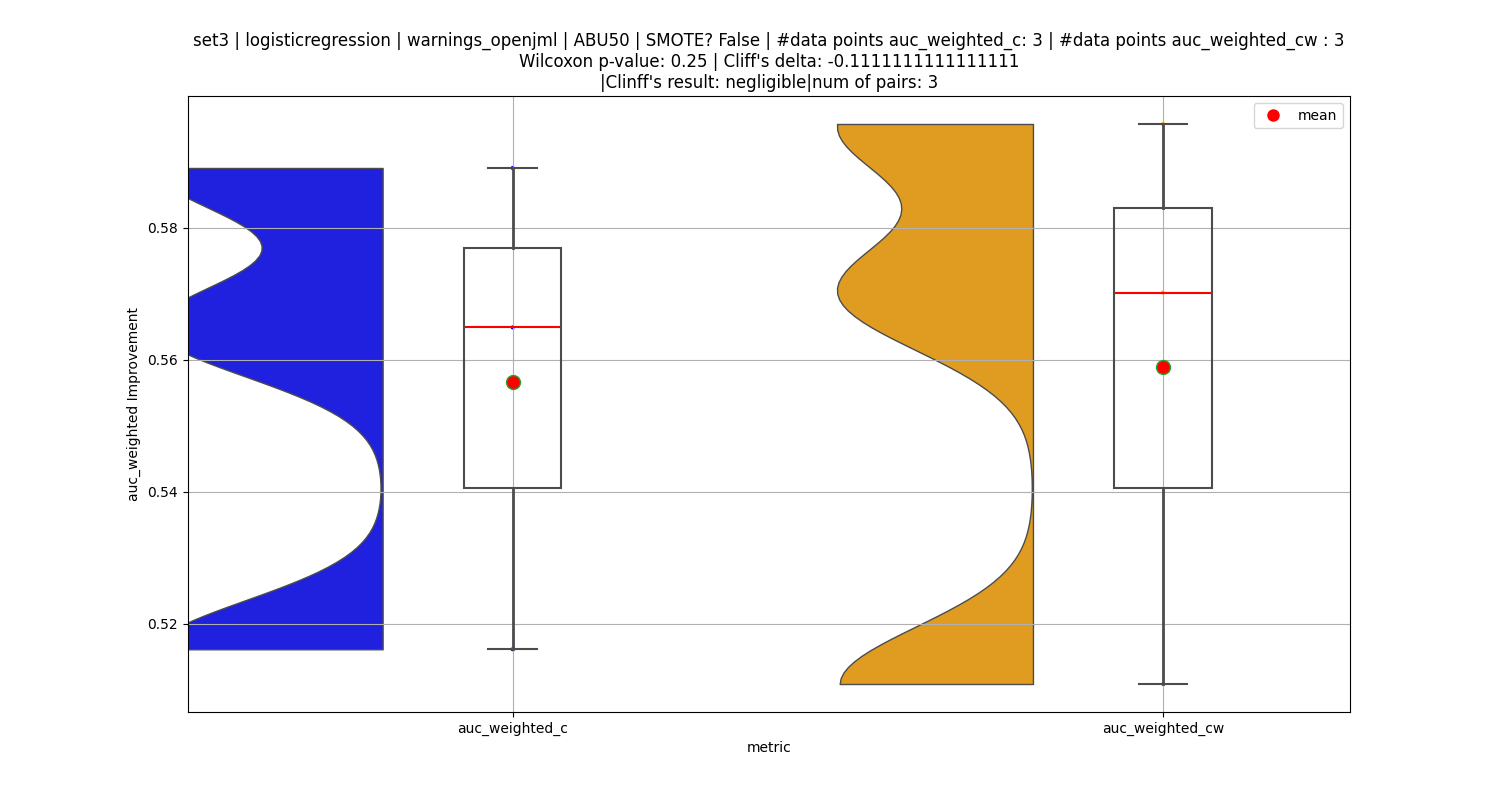 set3 | logisticregression | warnings_openjml | ABU50 | SMOTE? False | #data points auc_weighted_c: 3 | #data points auc_weighted_cw : 3
Wilcoxon p-value: 0.25 | Cliff's delta: -0.1111111111111111
|Clinff's result: negligible|num of pairs: 3
mean
0.58
0.56
0.54
0.52
auc_weighted Improvement
auc_weighted_c
auc_weighted_cw
metric